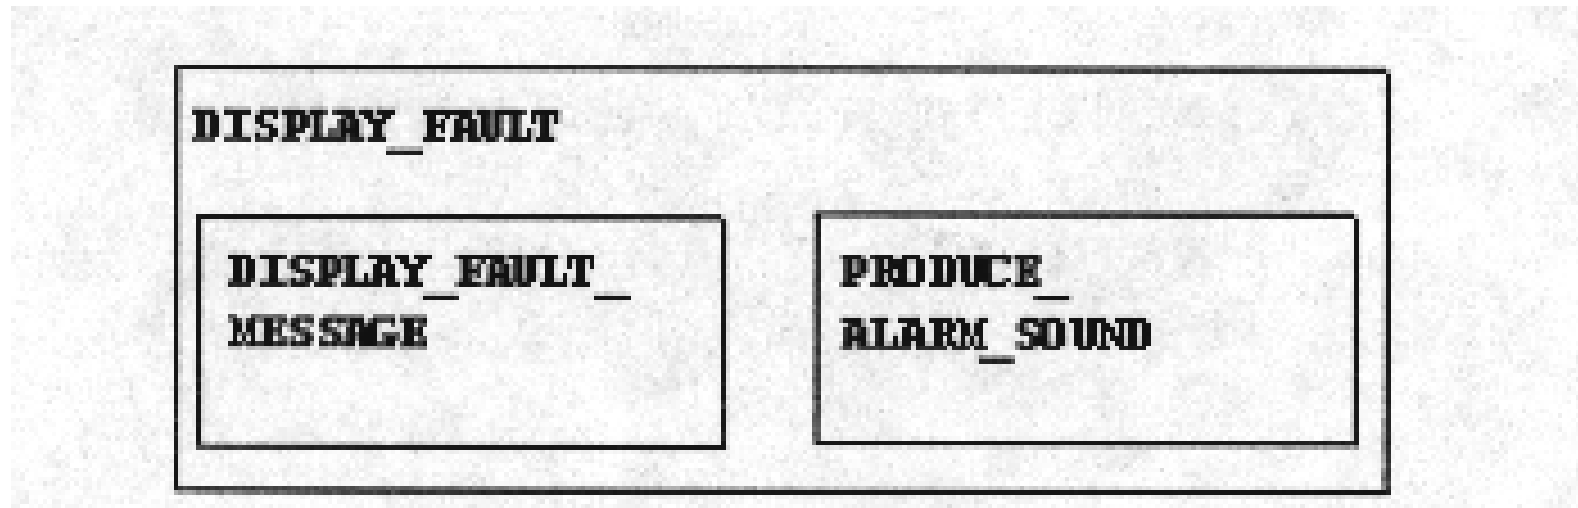 DISPLAY_FAULT
DISPLAY_FAULT_
MESSAGE
PRODUCE_
ALARM_SOUND